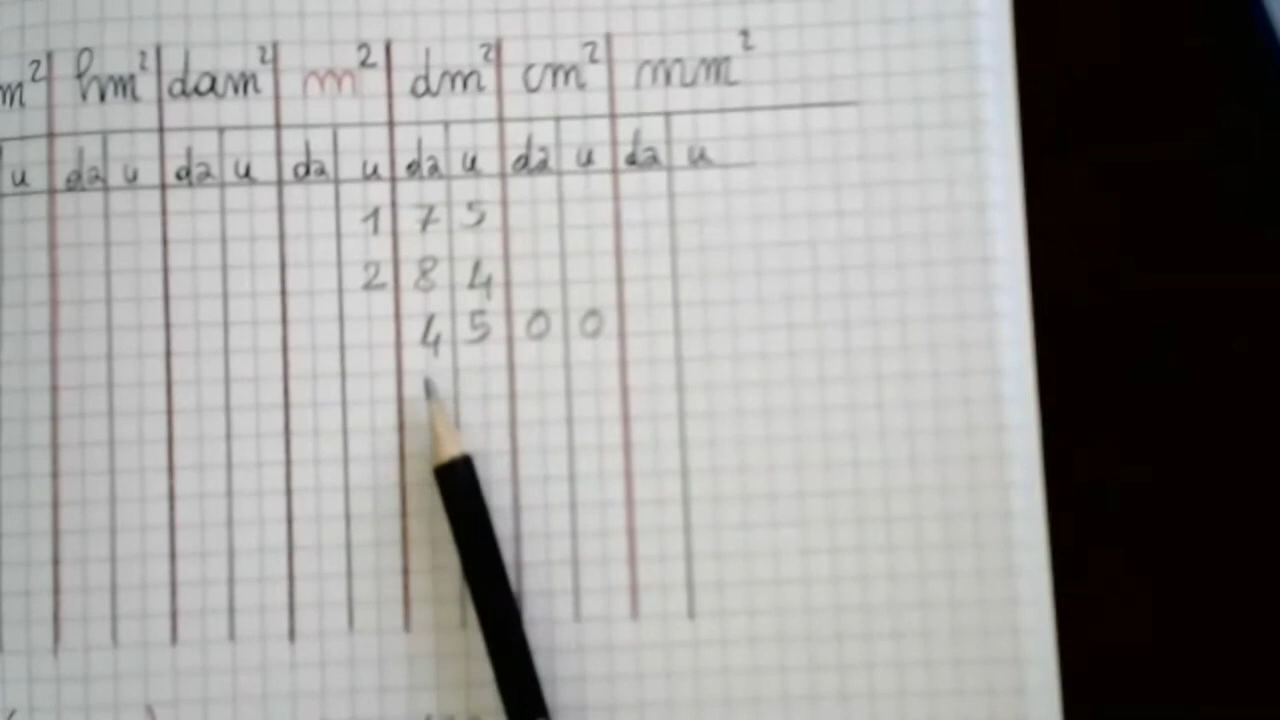 m² hm² dam² m² dm² cm² mm²
u da u da u da u da u da u da u
1 7 5
2 8 4
4 5 0 0